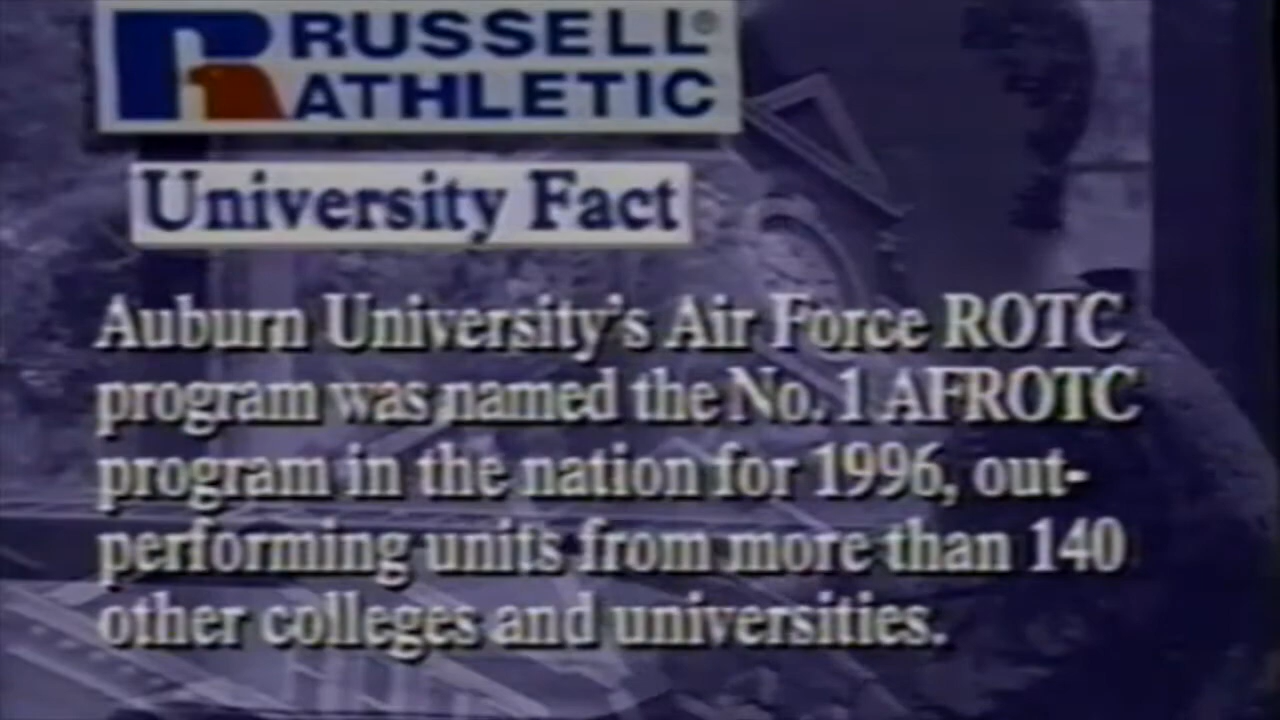 RUSSELL®
ATHLETIC
University Fact
Auburn University's Air Force ROTC
program was named the No. 1 AFROTC
program in the nation for 1996, out-
performing units from more than 140
other colleges and universities.